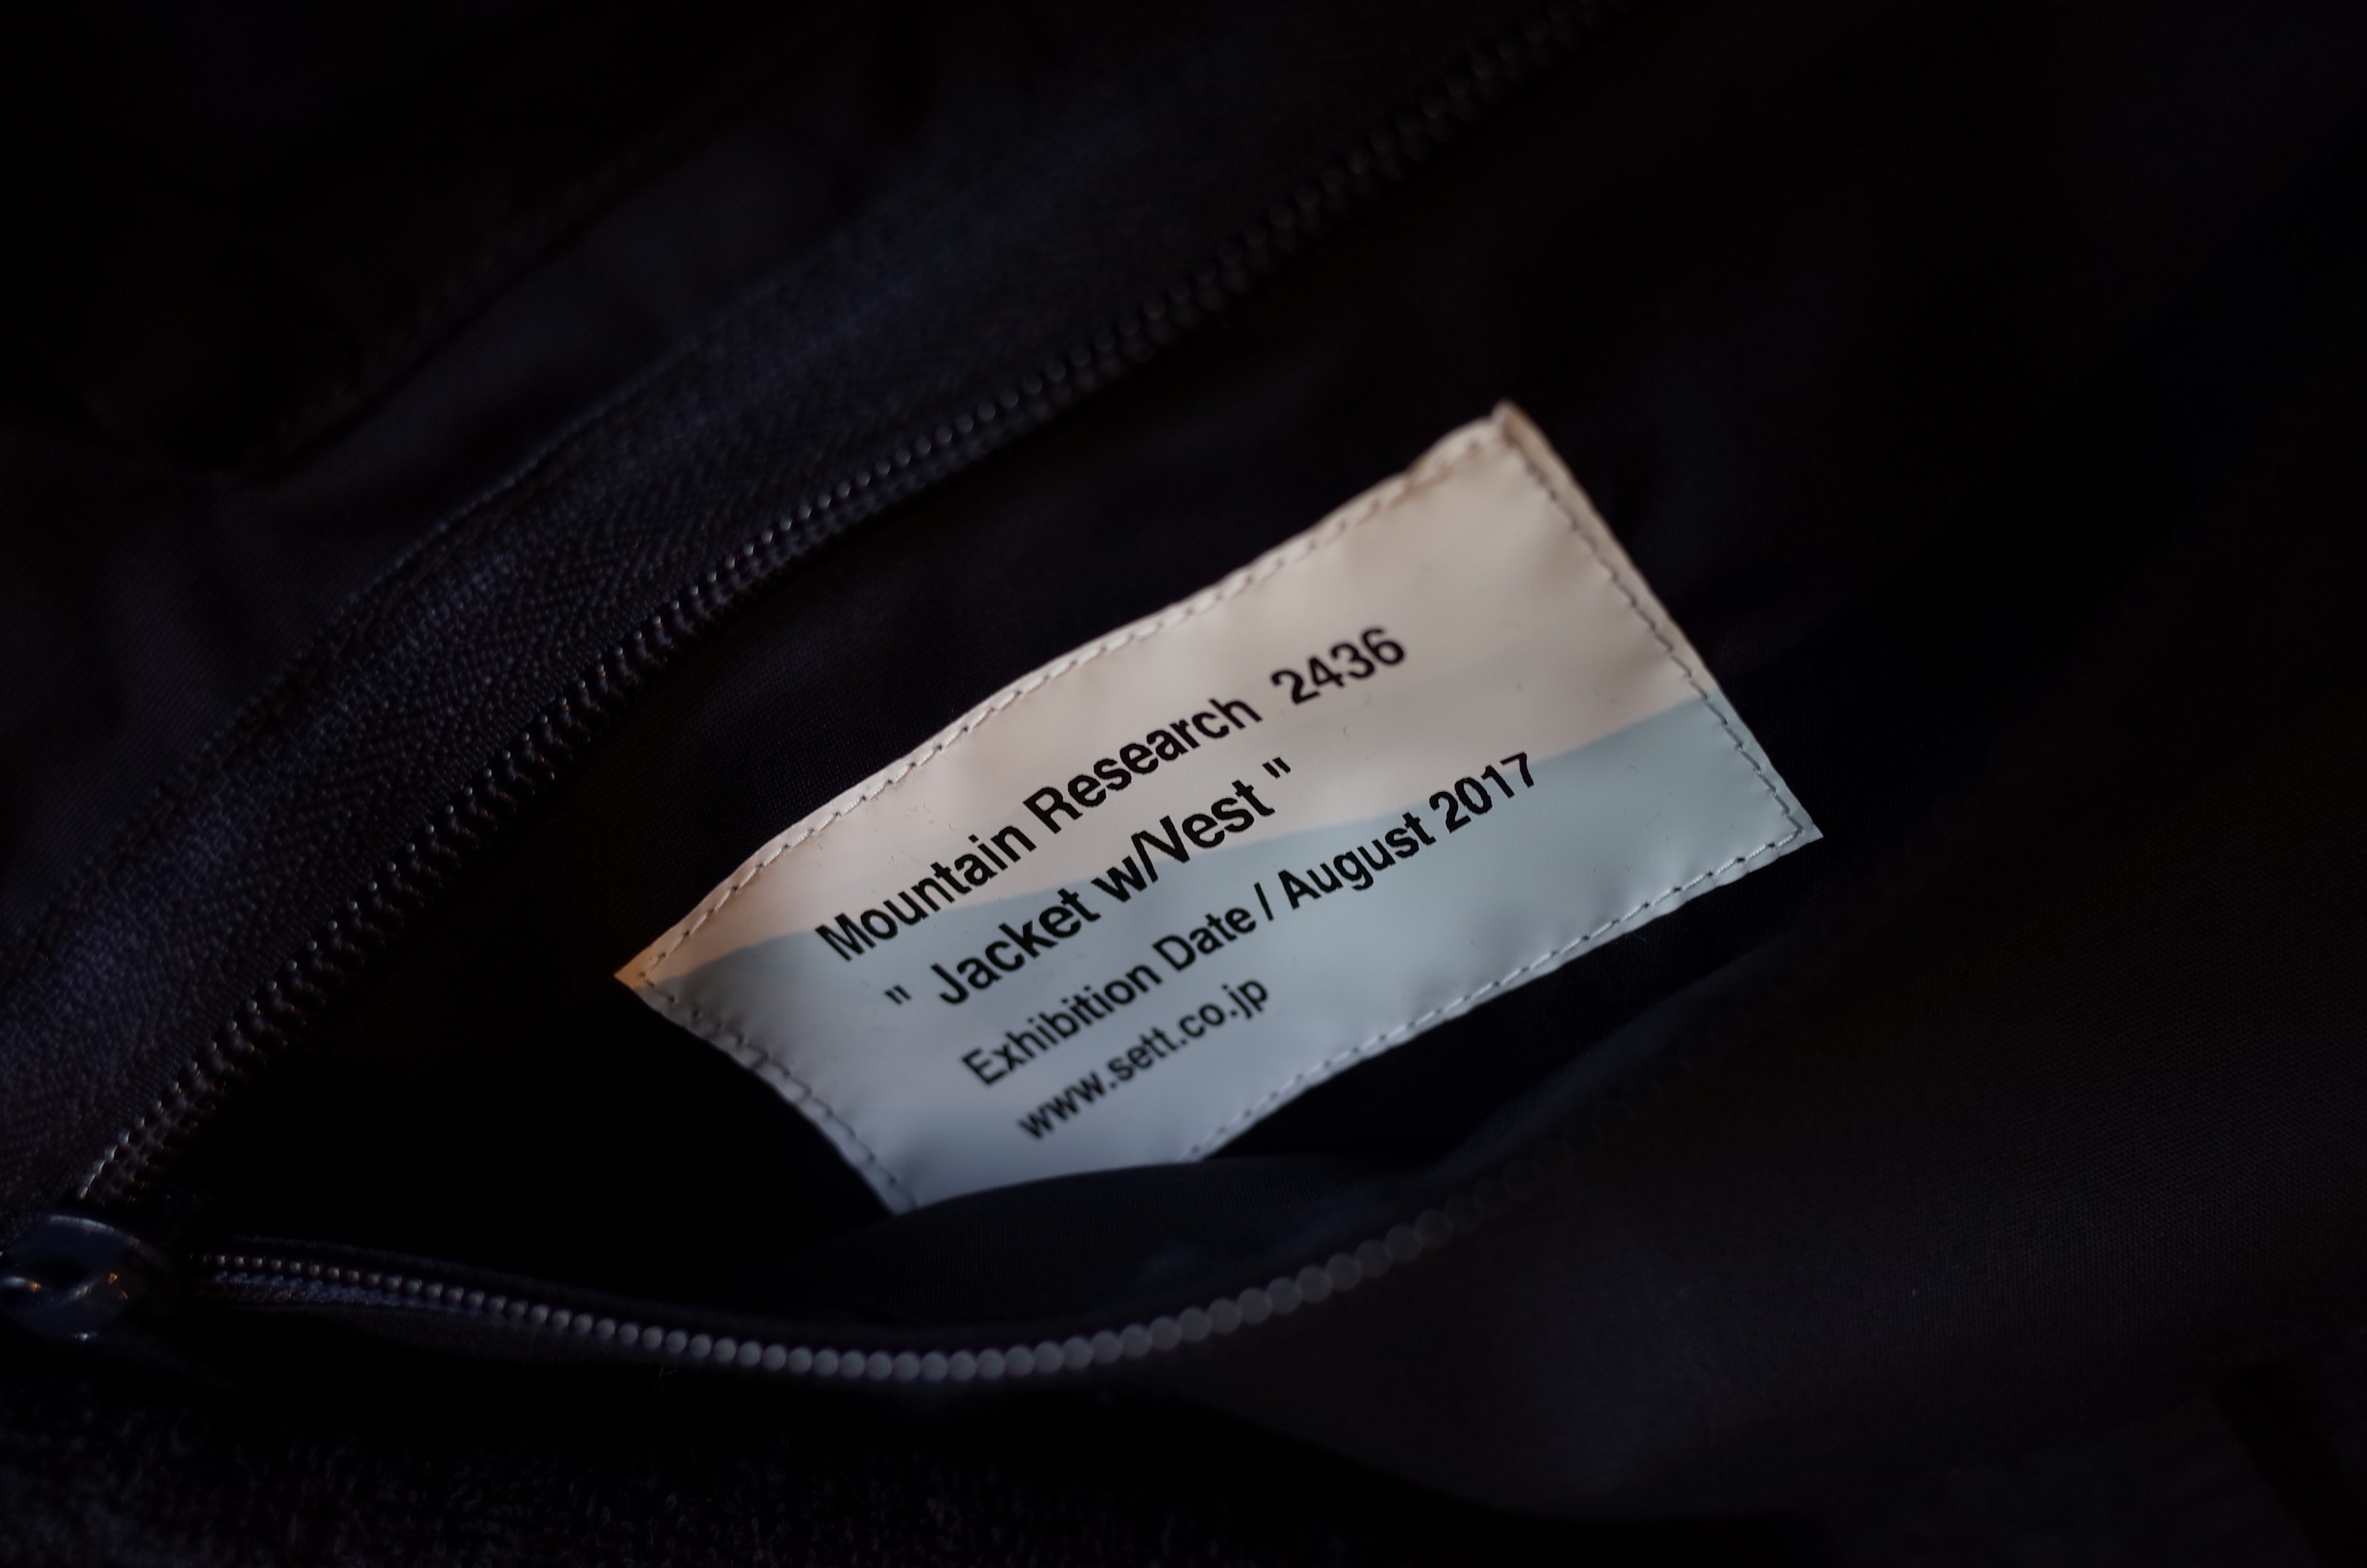 Mountain Research 2436
" Jacket w/Vest "
Exhibition Date / August 2017
www.sett.co.jp